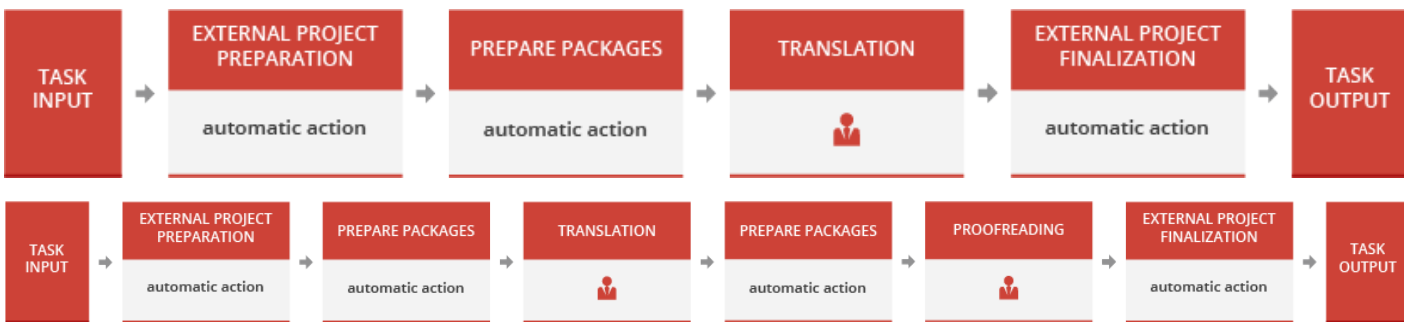 TASK
INPUT
EXTERNAL PROJECT
PREPARATION
automatic action
PREPARE PACKAGES
automatic action
TRANSLATION
EXTERNAL PROJECT
FINALIZATION
automatic action
TASK
OUTPUT
TASK
INPUT
EXTERNAL PROJECT
PREPARATION
automatic action
PREPARE PACKAGES
automatic action
TRANSLATION
PREPARE PACKAGES
automatic action
PROOFREADING
EXTERNAL PROJECT
FINALIZATION
automatic action
TASK
OUTPUT